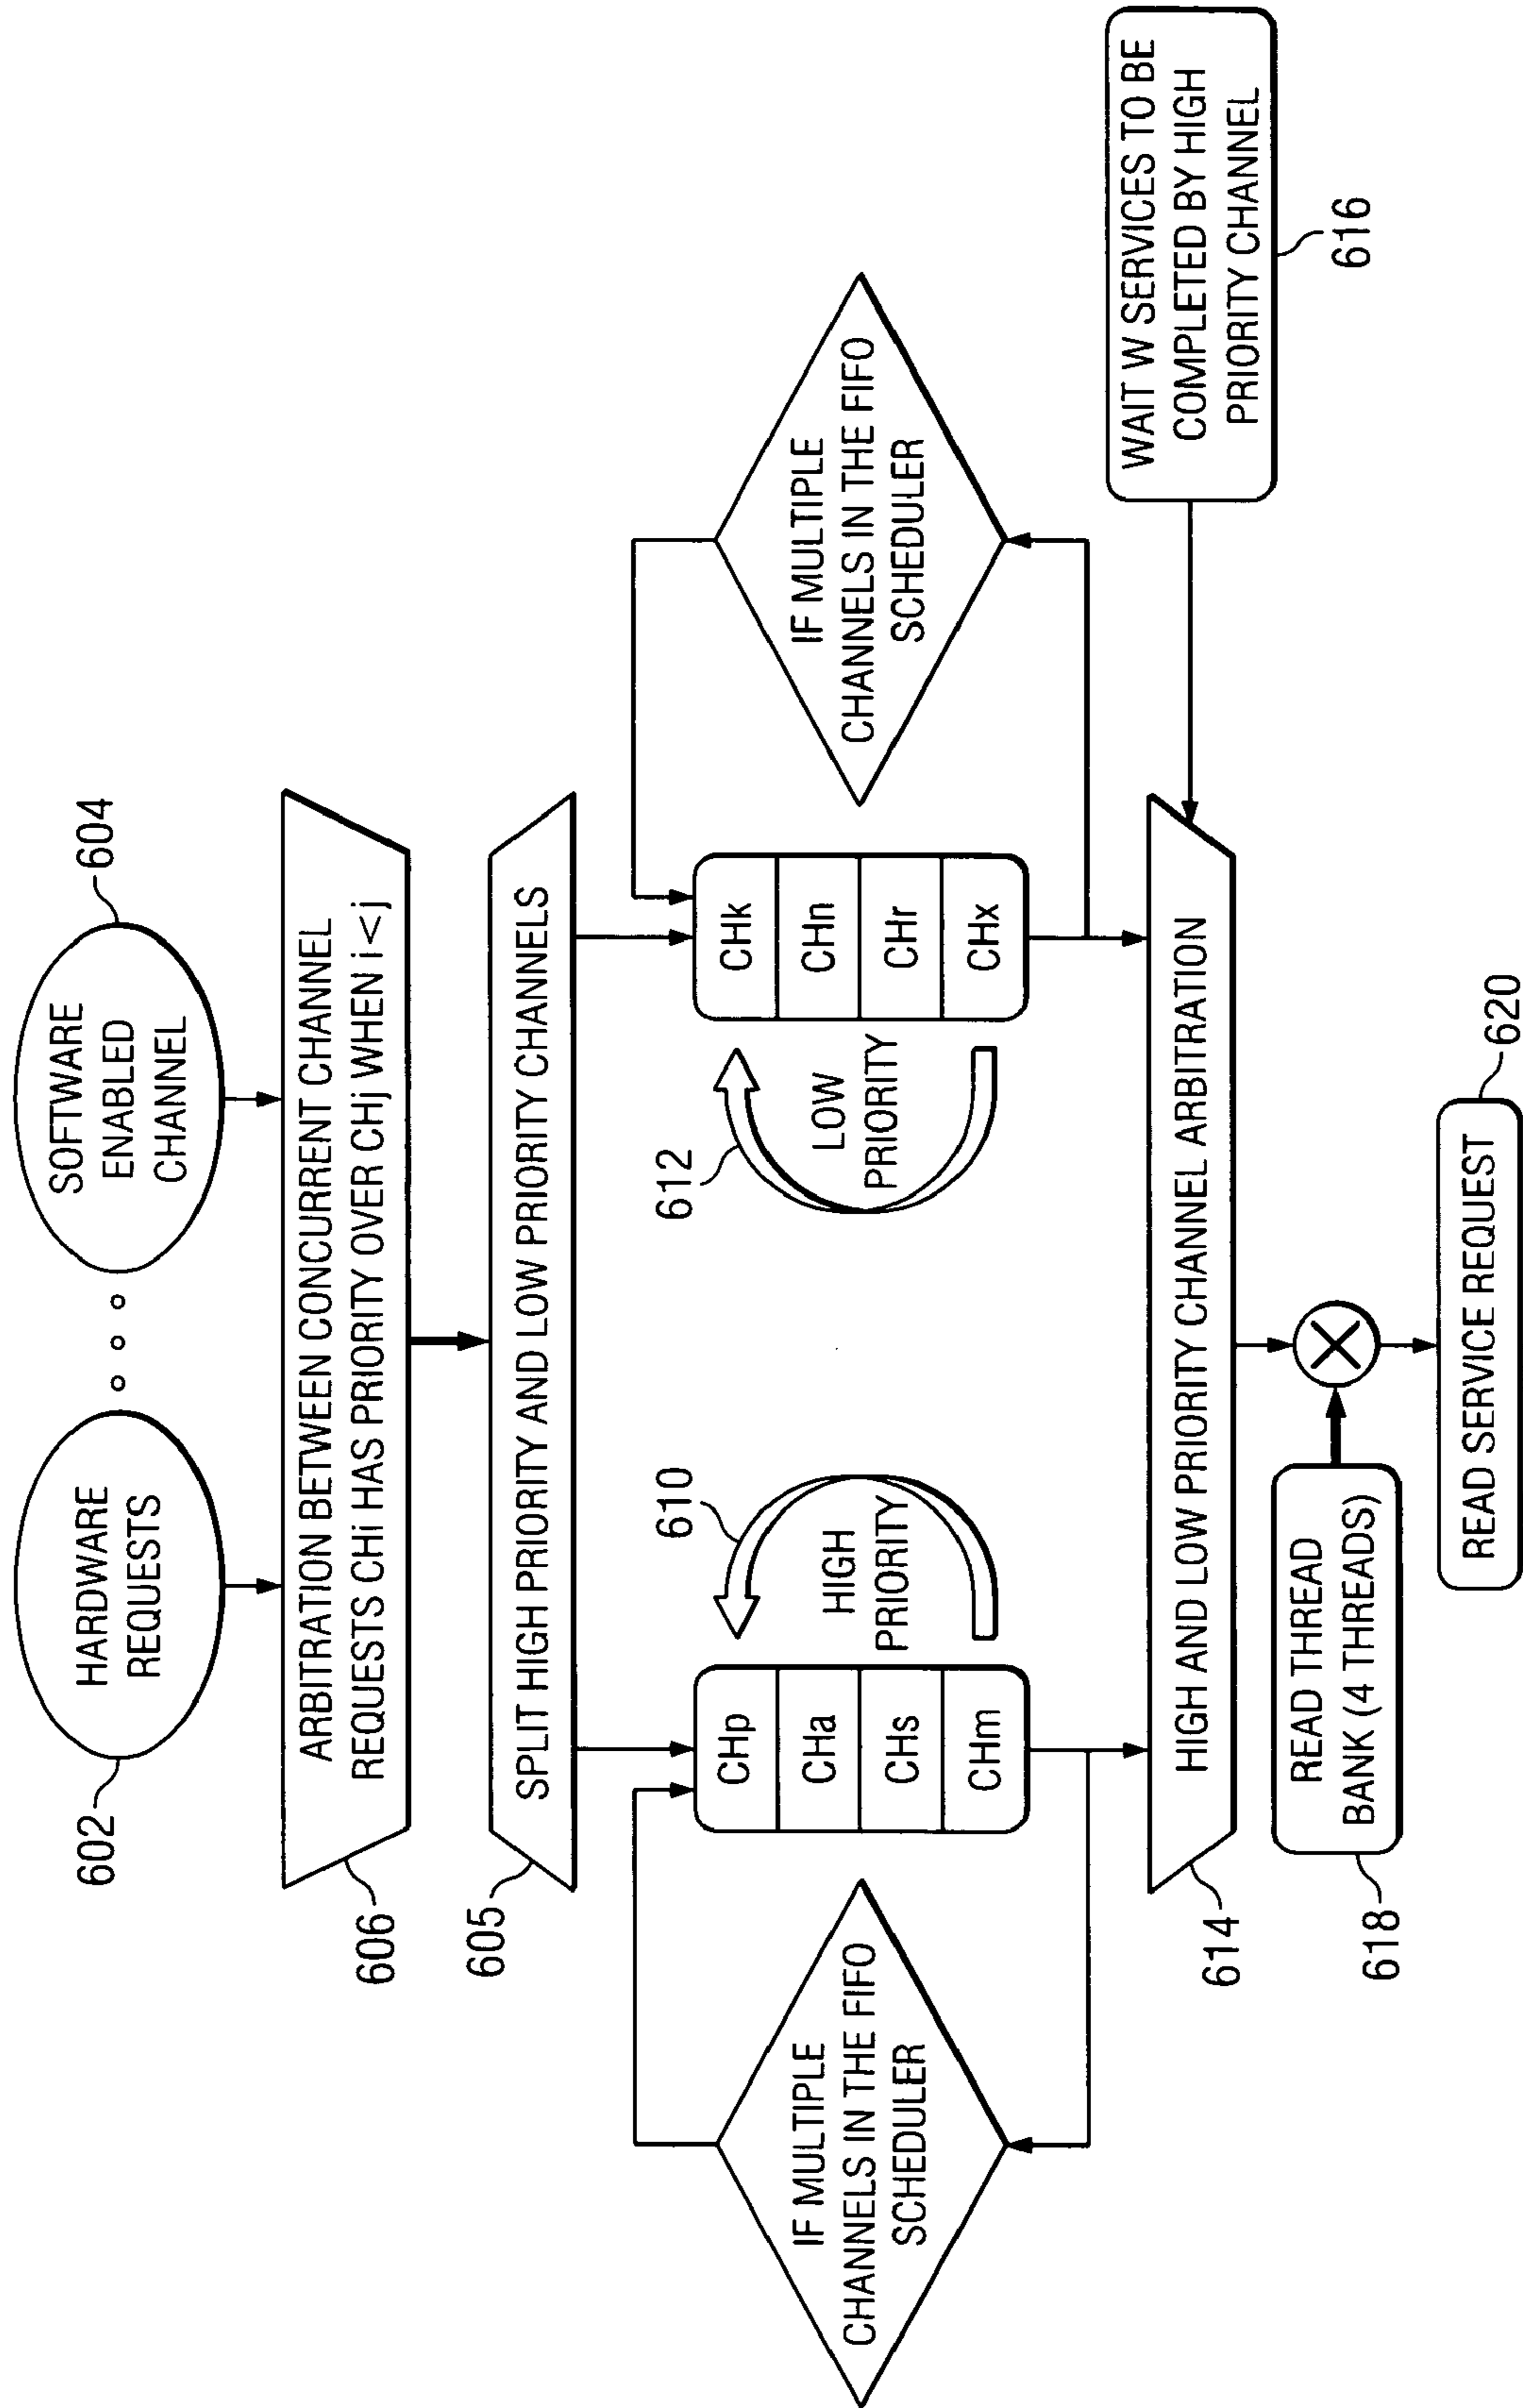 602
HARDWARE
REQUESTS
SOFTWARE
ENABLED
CHANNEL
604
606
ARBITRATION BETWEEN CONCURRENT CHANNEL
REQUESTS CHi HAS PRIORITY OVER CHj WHEN i<j
605
SPLIT HIGH PRIORITY AND LOW PRIORITY CHANNELS
IF MULTIPLE
CHANNELS IN THE FIFO
SCHEDULER
CHp
CHa
CHs
CHm
610
HIGH
PRIORITY
612
LOW
PRIORITY
CHk
CHn
CHr
CHx
IF MULTIPLE
CHANNELS IN THE FIFO
SCHEDULER
614
HIGH AND LOW PRIORITY CHANNEL ARBITRATION
WAIT W SERVICES TO BE
COMPLETED BY HIGH
PRIORITY CHANNEL
616
618
READ THREAD
BANK (4 THREADS)
READ SERVICE REQUEST
620